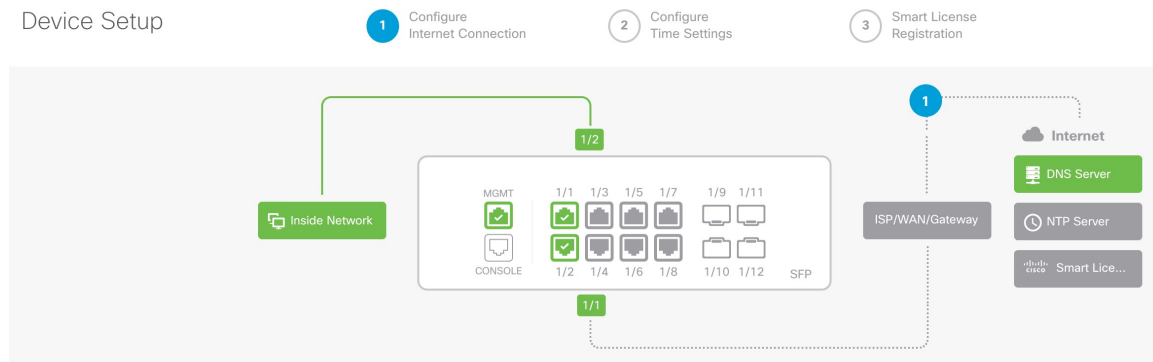 Device Setup
1
Configure
Internet Connection
2
Configure
Time Settings
3
Smart License
Registration
1
1/2
Internet
DNS Server
MGMT
1/1 1/3 1/5 1/7 1/9 1/11
Inside Network
ISP/WAN/Gateway
NTP Server
CONSOLE
1/2 1/4 1/6 1/8 1/10 1/12
SFP
CISCO Smart Lice...
1/1